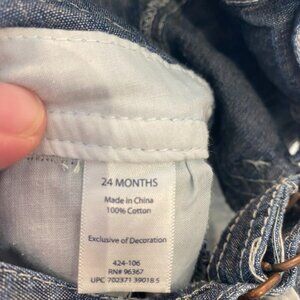 24 MONTHS
Made in China
100% Cotton
Exclusive of Decoration
424-106
RN# 96367
UPC 702371 39018 5